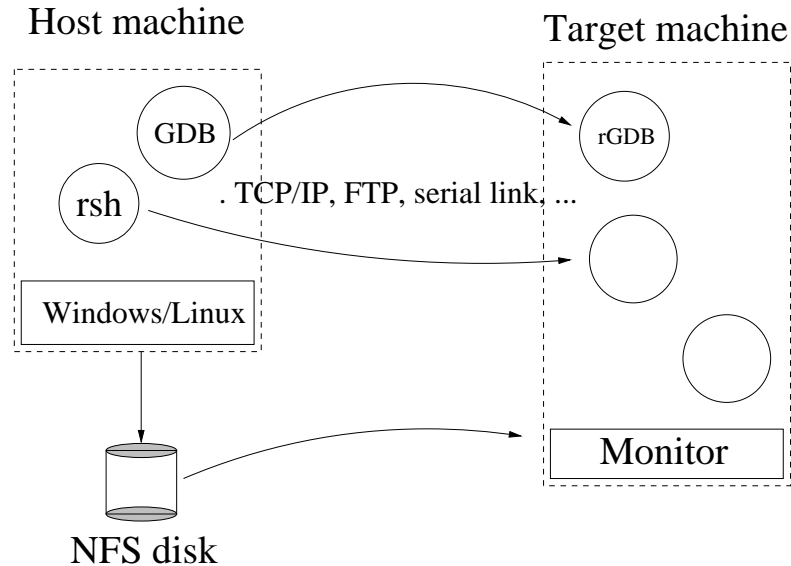 Host machine
Target machine
GDB
rGDB
rsh
. TCP/IP, FTP, serial link, ...
Windows/Linux
Monitor
NFS disk